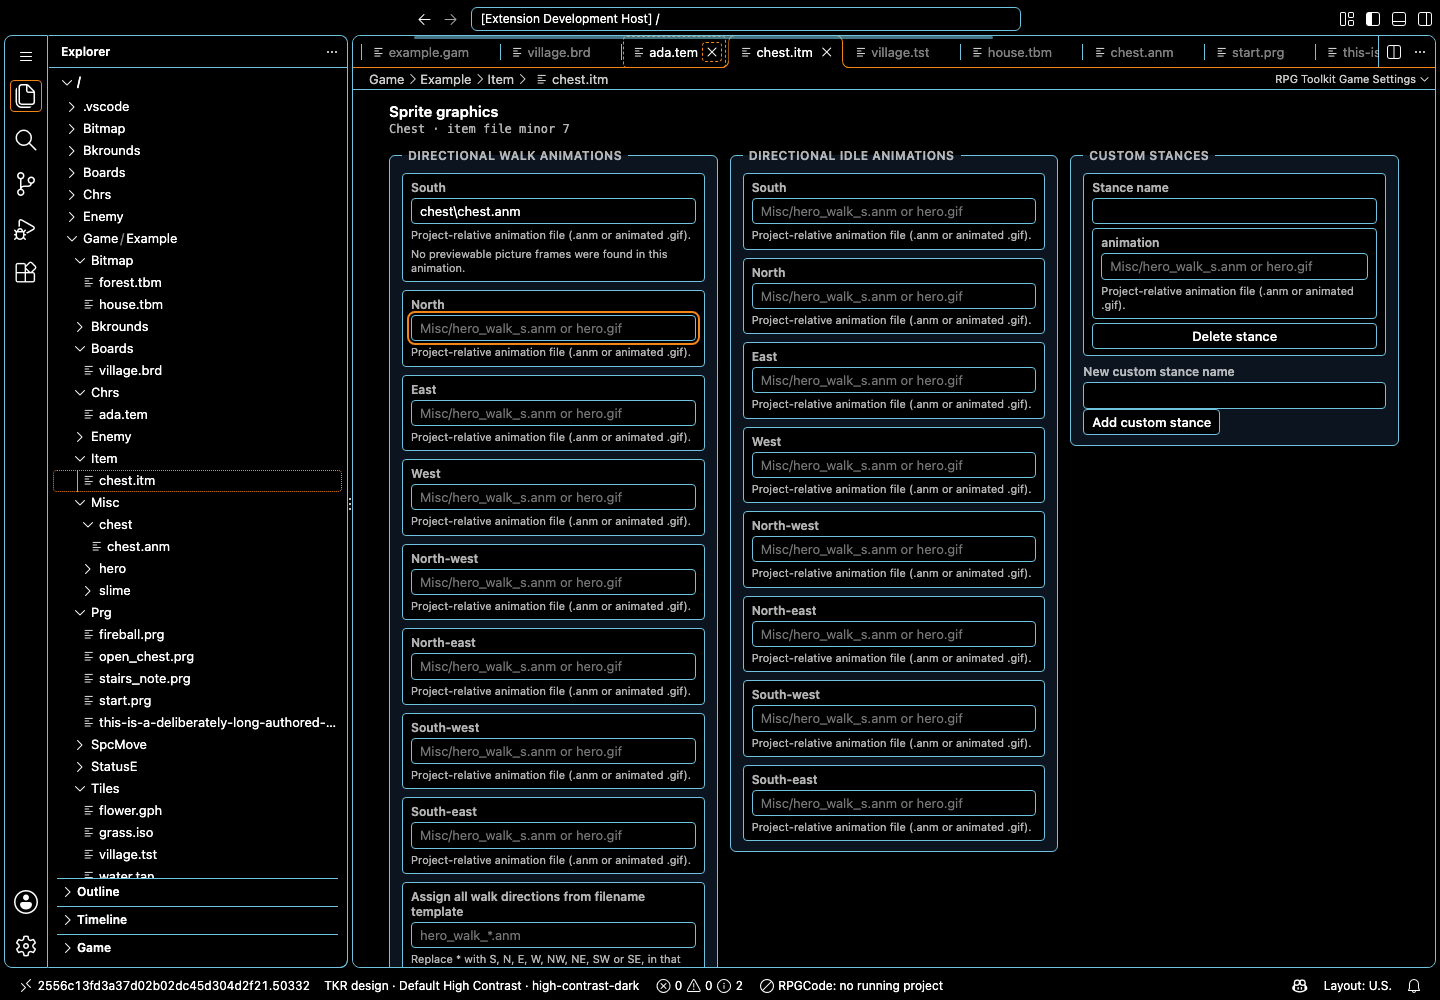 [Extension Development Host] /
Explorer
/
.vscode
Bitmap
Bkrounds
Boards
Chrs
Enemy
Game / Example
Bitmap
forest.tbm
house.tbm
Bkrounds
Boards
village.brd
Chrs
ada.tem
Enemy
Item
chest.itm
Misc
chest
chest.anm
hero
slime
Prg
fireball.prg
open_chest.prg
stairs_note.prg
start.prg
this-is-a-deliberately-long-authored-...
SpcMove
StatusE
Tiles
flower.gph
grass.iso
village.tst
water.tan
Outline
Timeline
Game
example.gam
village.brd
ada.tem
chest.itm
village.tst
house.tbm
chest.anm
start.prg
this-is
Game > Example > Item > chest.itm
RPG Toolkit Game Settings
Sprite graphics
Chest · item file minor 7
DIRECTIONAL WALK ANIMATIONS
South
chest\chest.anm
Project-relative animation file (.anm or animated .gif).
No previewable picture frames were found in this
animation.
North
Misc/hero_walk_s.anm or hero.gif
Project-relative animation file (.anm or animated .gif).
East
Misc/hero_walk_s.anm or hero.gif
Project-relative animation file (.anm or animated .gif).
West
Misc/hero_walk_s.anm or hero.gif
Project-relative animation file (.anm or animated .gif).
North-west
Misc/hero_walk_s.anm or hero.gif
Project-relative animation file (.anm or animated .gif).
North-east
Misc/hero_walk_s.anm or hero.gif
Project-relative animation file (.anm or animated .gif).
South-west
Misc/hero_walk_s.anm or hero.gif
Project-relative animation file (.anm or animated .gif).
South-east
Misc/hero_walk_s.anm or hero.gif
Project-relative animation file (.anm or animated .gif).
Assign all walk directions from filename
template
hero_walk_*.anm
Replace * with S, N, E, W, NW, NE, SW or SE, in that
DIRECTIONAL IDLE ANIMATIONS
South
Misc/hero_walk_s.anm or hero.gif
Project-relative animation file (.anm or animated .gif).
North
Misc/hero_walk_s.anm or hero.gif
Project-relative animation file (.anm or animated .gif).
East
Misc/hero_walk_s.anm or hero.gif
Project-relative animation file (.anm or animated .gif).
West
Misc/hero_walk_s.anm or hero.gif
Project-relative animation file (.anm or animated .gif).
North-west
Misc/hero_walk_s.anm or hero.gif
Project-relative animation file (.anm or animated .gif).
North-east
Misc/hero_walk_s.anm or hero.gif
Project-relative animation file (.anm or animated .gif).
South-west
Misc/hero_walk_s.anm or hero.gif
Project-relative animation file (.anm or animated .gif).
South-east
Misc/hero_walk_s.anm or hero.gif
Project-relative animation file (.anm or animated .gif).
CUSTOM STANCES
Stance name
animation
Misc/hero_walk_s.anm or hero.gif
Project-relative animation file (.anm or animated
.gif).
Delete stance
New custom stance name
Add custom stance
2556c13fd3a37d02b02dc45d304d2f21.50332
TKR design · Default High Contrast · high-contrast-dark
0 0 2
RPGCode: no running project
Layout: U.S.